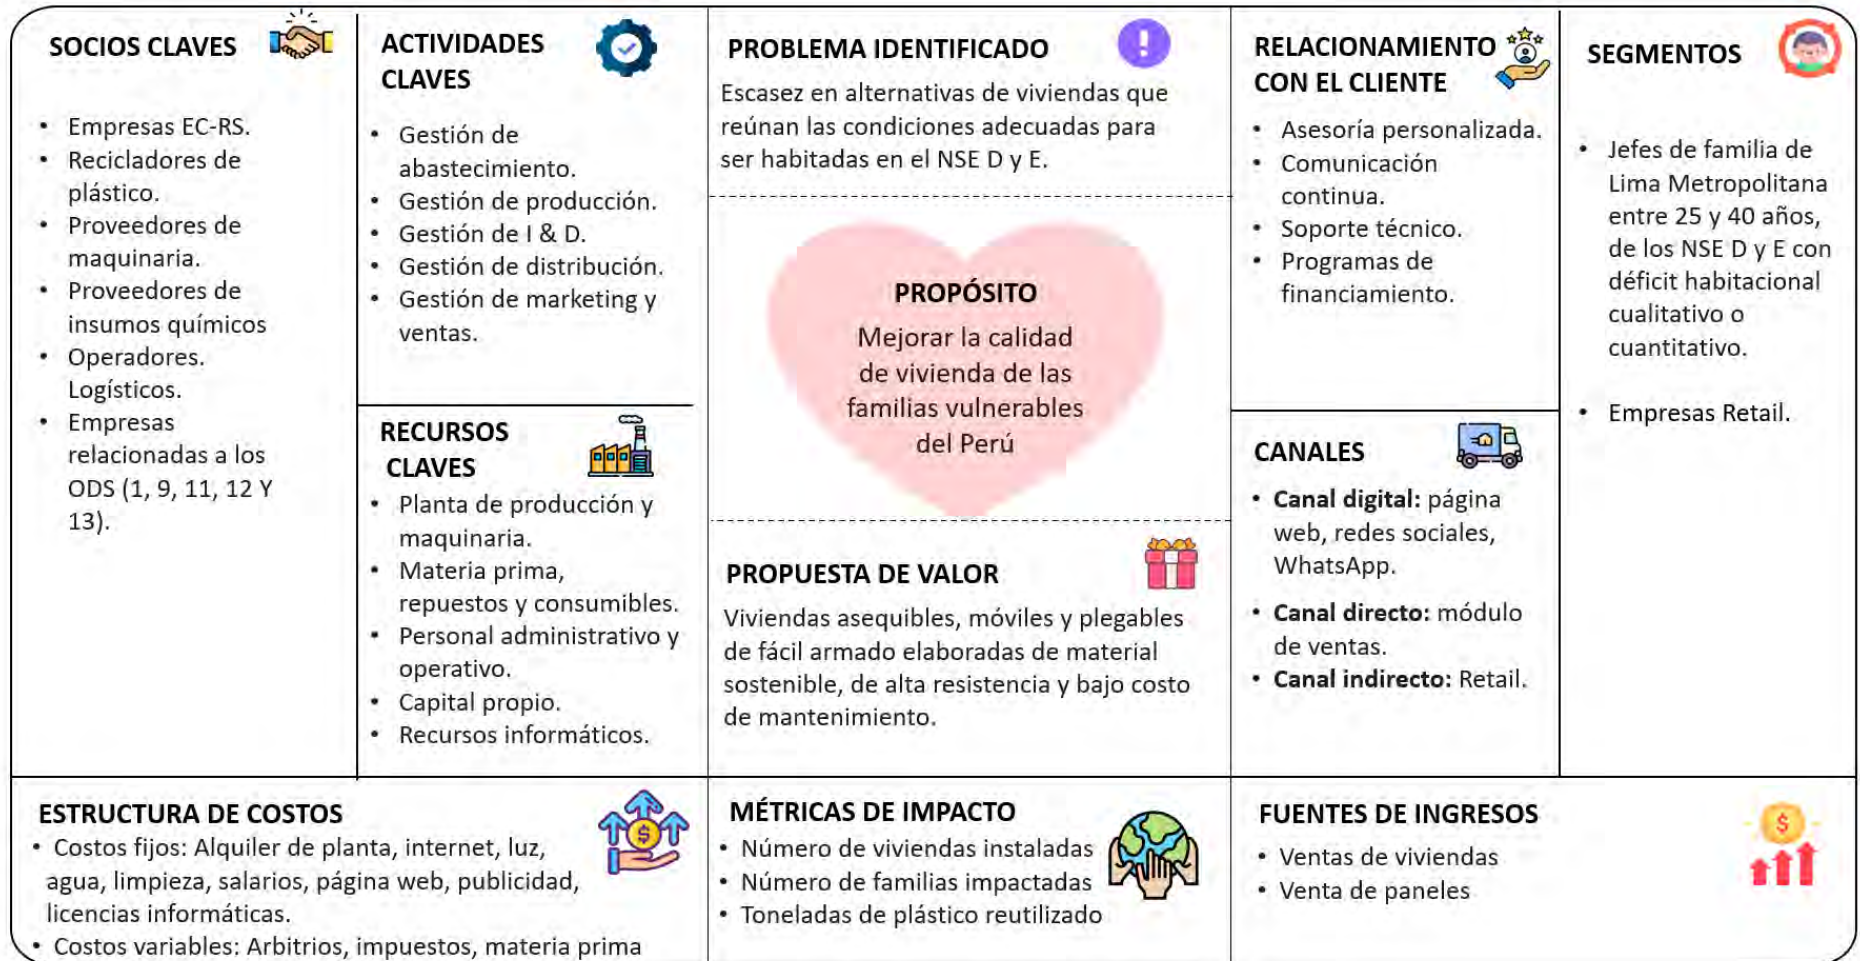 SOCIOS CLAVES
• Empresas EC-RS.
• Recicladores de
plástico.
• Proveedores de
maquinaria.
• Proveedores de
insumos químicos
• Operadores.
Logísticos.
• Empresas
relacionadas a los
ODS (1, 9, 11, 12 Y
13).
ACTIVIDADES
CLAVES
• Gestión de
abastecimiento.
• Gestión de producción.
• Gestión de I & D.
• Gestión de distribución.
• Gestión de marketing y
ventas.
RECURSOS
CLAVES
• Planta de producción y
maquinaria.
• Materia prima,
repuestos y consumibles.
• Personal administrativo y
operativo.
• Capital propio.
• Recursos informáticos.
PROBLEMA IDENTIFICADO
Escasez en alternativas de viviendas que
reúnan las condiciones adecuadas para
ser habitadas en el NSE D y E.
PROPÓSITO
Mejorar la calidad
de vivienda de las
familias vulnerables
del Perú
PROPUESTA DE VALOR
Viviendas asequibles, móviles y plegables
de fácil armado elaboradas de material
sostenible, de alta resistencia y bajo costo
de mantenimiento.
RELACIONAMIENTO
CON EL CLIENTE
• Asesoría personalizada.
• Comunicación
continua.
• Soporte técnico.
• Programas de
financiamiento.
CANALES
• Canal digital: página
web, redes sociales,
WhatsApp.
• Canal directo: módulo
de ventas.
• Canal indirecto: Retail.
SEGMENTOS
• Jefes de familia de
Lima Metropolitana
entre 25 y 40 años,
de los NSE D y E con
déficit habitacional
cualitativo o
cuantitativo.
• Empresas Retail.
ESTRUCTURA DE COSTOS
• Costos fijos: Alquiler de planta, internet, luz,
agua, limpieza, salarios, página web, publicidad,
licencias informáticas.
• Costos variables: Arbitrios, impuestos, materia prima
MÉTRICAS DE IMPACTO
• Número de viviendas instaladas
• Número de familias impactadas
• Toneladas de plástico reutilizado
FUENTES DE INGRESOS
• Ventas de viviendas
• Venta de paneles